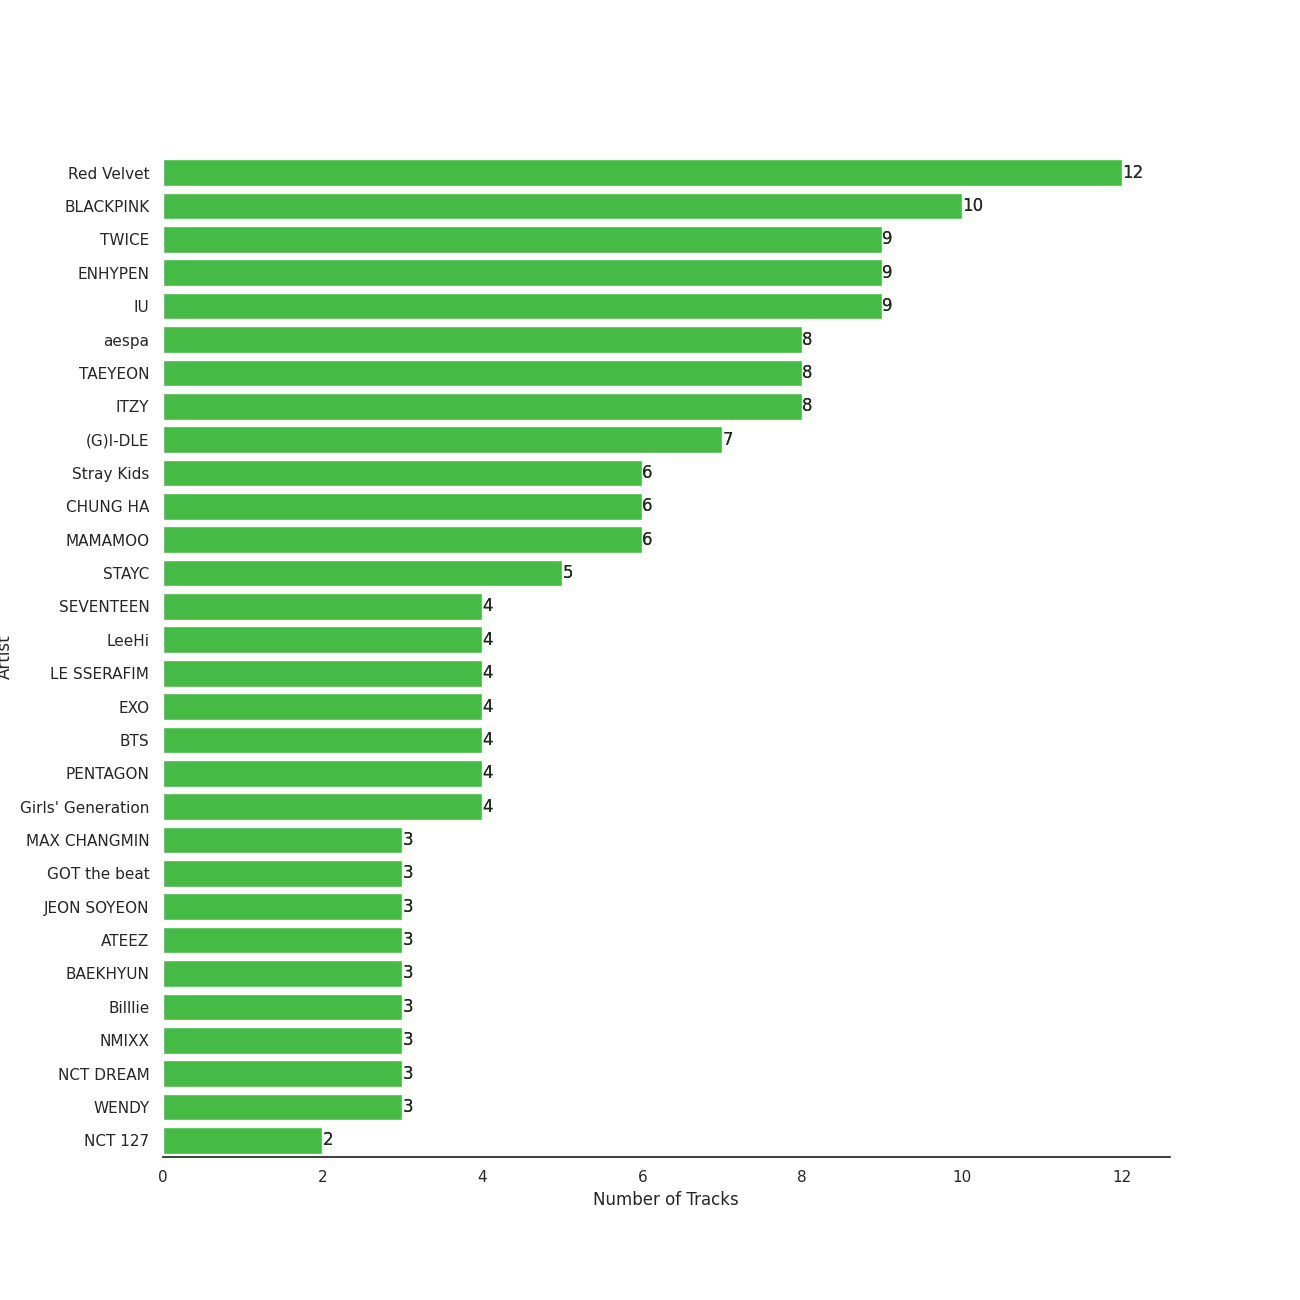 Red Velvet 12
BLACKPINK 10
TWICE 9
ENHYPEN 9
IU 9
aespa 8
TAEYEON 8
ITZY 8
(G)I-DLE 7
Stray Kids 6
CHUNG HA 6
MAMAMOO 6
STAYC 5
SEVENTEEN 4
LeeHi 4
LE SSERAFIM 4
EXO 4
BTS 4
PENTAGON 4
Girls' Generation 4
MAX CHANGMIN 3
GOT the beat 3
JEON SOYEON 3
ATEEZ 3
BAEKHYUN 3
Billlie 3
NMIXX 3
NCT DREAM 3
WENDY 3
NCT 127 2
Artist
0 2 4 6 8 10 12
Number of Tracks